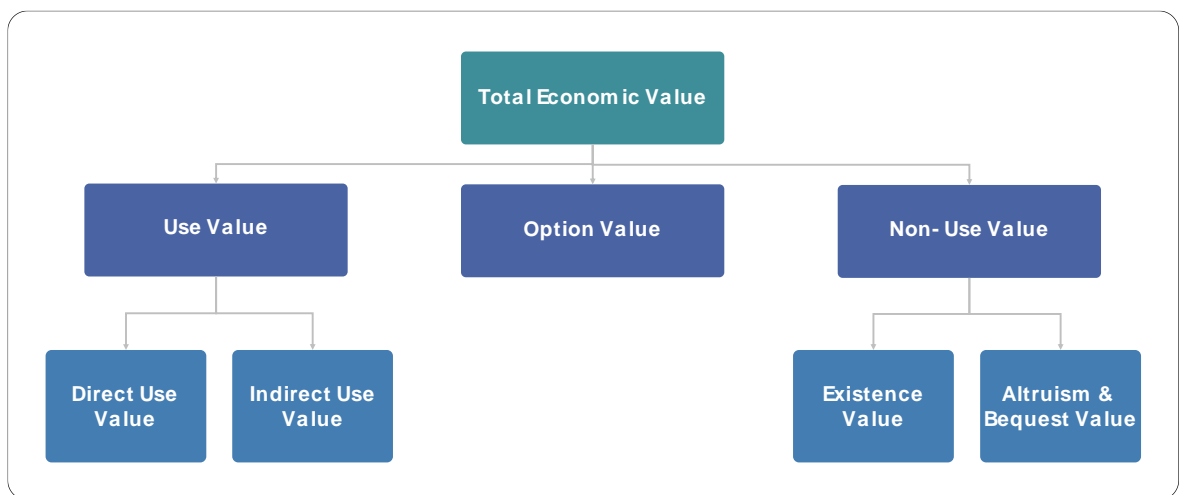 Total Economic Value
Use Value
Option Value
Non-Use Value
Direct Use
Value
Indirect Use
Value
Existence
Value
Altruism &
Bequest Value